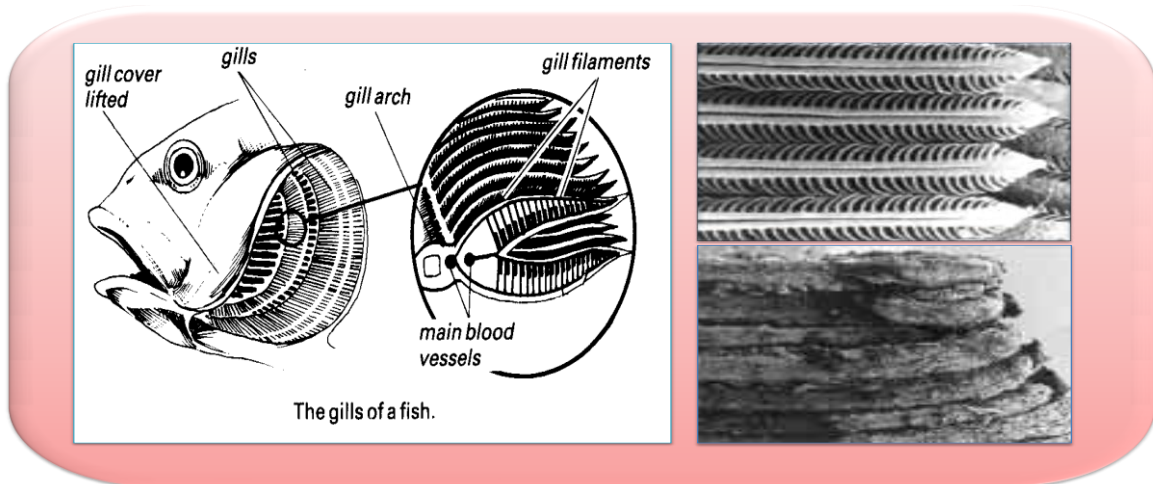 gills
gill filaments
gill cover
lifted
gill arch
main blood
vessels
The gills of a fish.